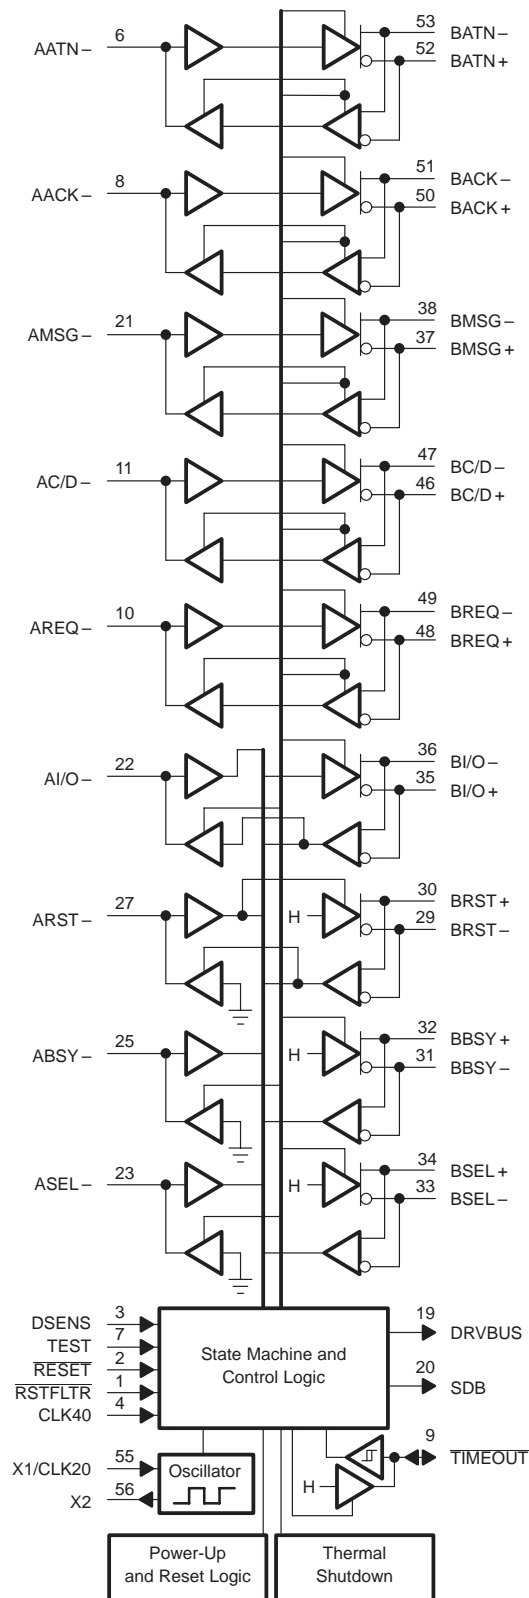 AATN – 6 53 BATN –
52 BATN +
AACK – 8 51 BACK –
50 BACK +
AMSG – 21 38 BMSG –
37 BMSG +
AC/D – 11 47 BC/D –
46 BC/D +
AREQ – 10 49 BREQ –
48 BREQ +
AI/O – 22 36 BI/O –
35 BI/O +
ARST – 27 H 30 BRST +
29 BRST –
ABSY – 25 H 32 BBSY +
31 BBSY –
ASEL – 23 H 34 BSEL +
33 BSEL –
DSENS 3 19 DRVBUS
TEST 7
State Machine and
Control Logic
RESET 2
RSTFLTR 1 20 SDB
CLK40 4
9 TIMEOUT
X1/CLK20 55 Oscillator
H
X2 56
Power-Up
and Reset Logic
Thermal
Shutdown